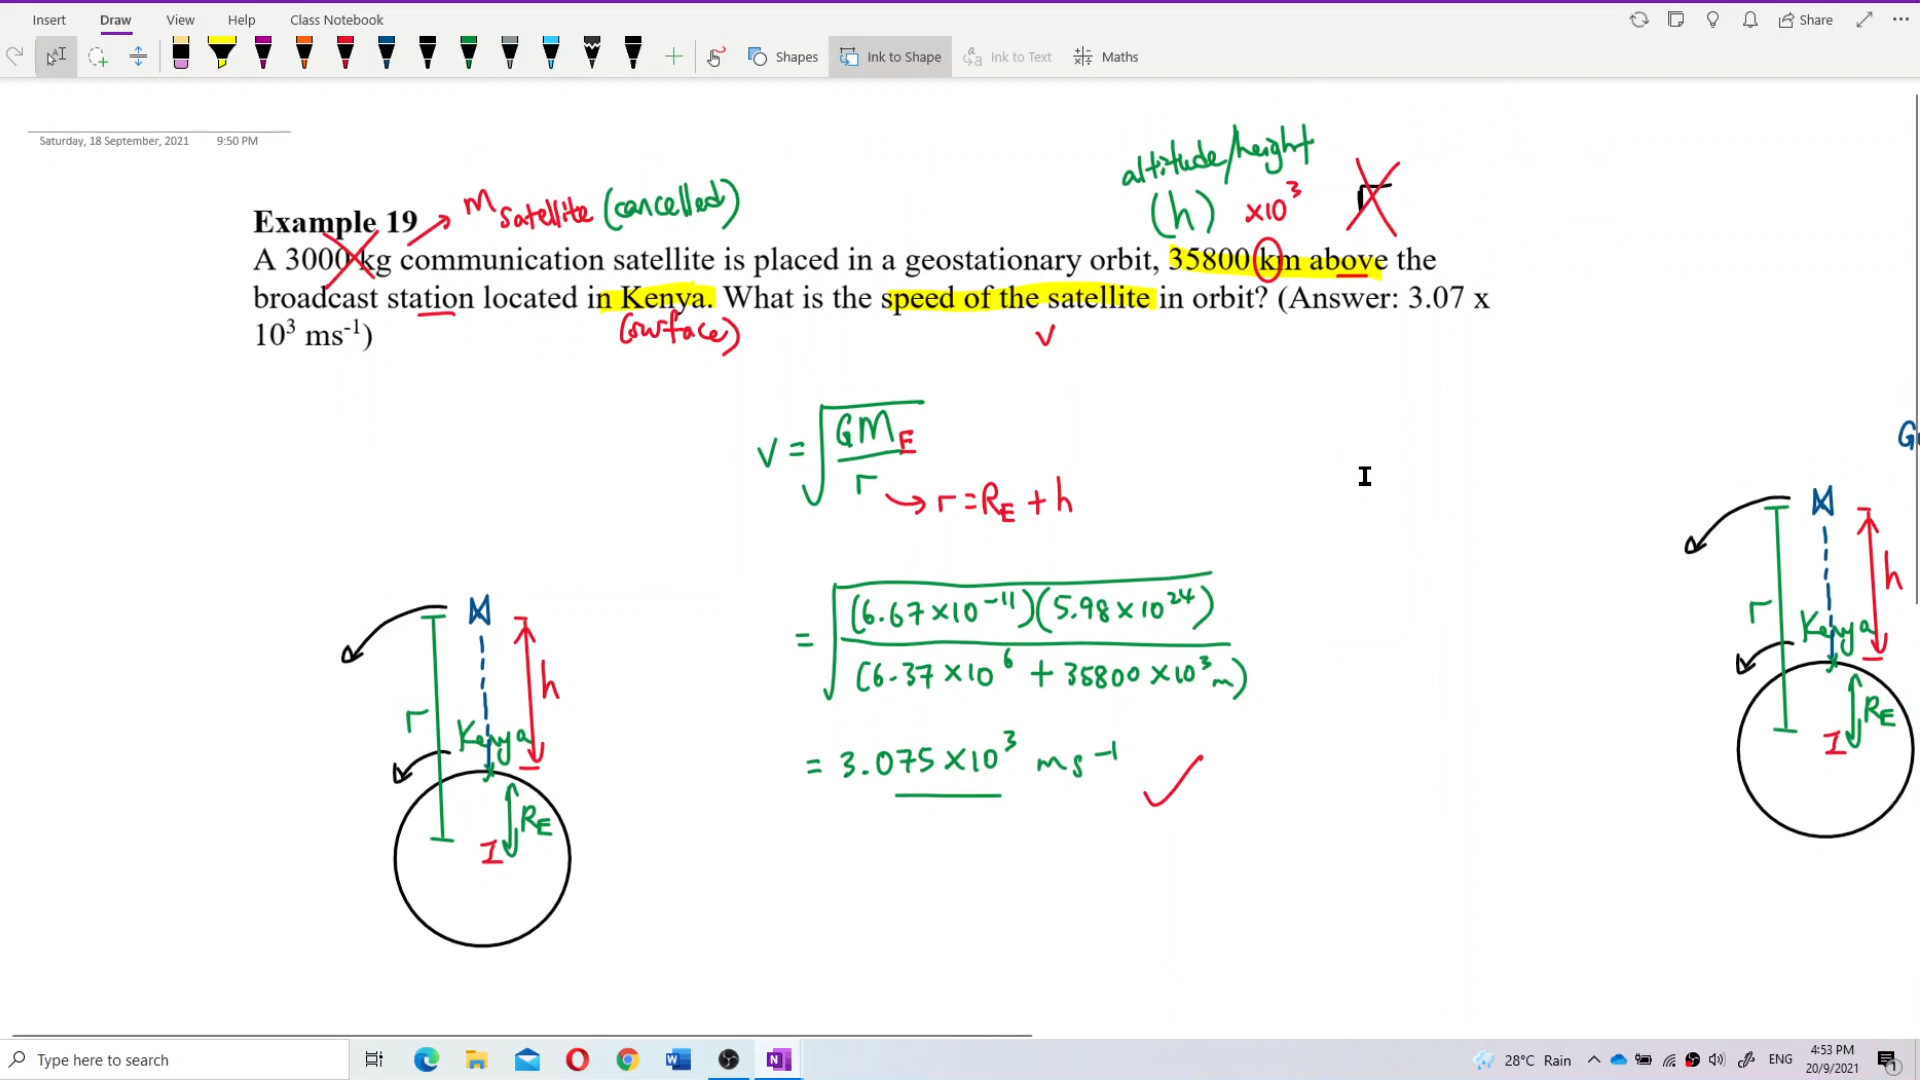 Insert Draw View Help Class Notebook Share
Shapes Ink to Shape Ink to Text Maths
Saturday, 18 September, 2021 9:50 PM
altitude/height
m satellite (cancelled) (h) ×10³ r
Example 19
A 3000 kg communication satellite is placed in a geostationary orbit, 35800 km above the
broadcast station located in Kenya. What is the speed of the satellite in orbit? (Answer: 3.07 x
10³ ms⁻¹)
(surface) v
v = √(GM_E / r)
→ r = R_E + h
= √((6.67×10⁻¹¹)(5.98×10²⁴) / (6.37×10⁶ + 35800×10³ m))
= 3.075×10³ ms⁻¹
r h
Kenya
R_E
I
G
r h
Kenya
R_E
I
Type here to search 28°C Rain ENG 4:53 PM
20/9/2021
1